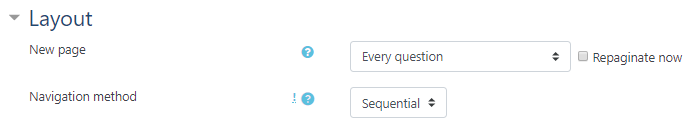 Layout
New page Every question Repaginate now
Navigation method ! Sequential